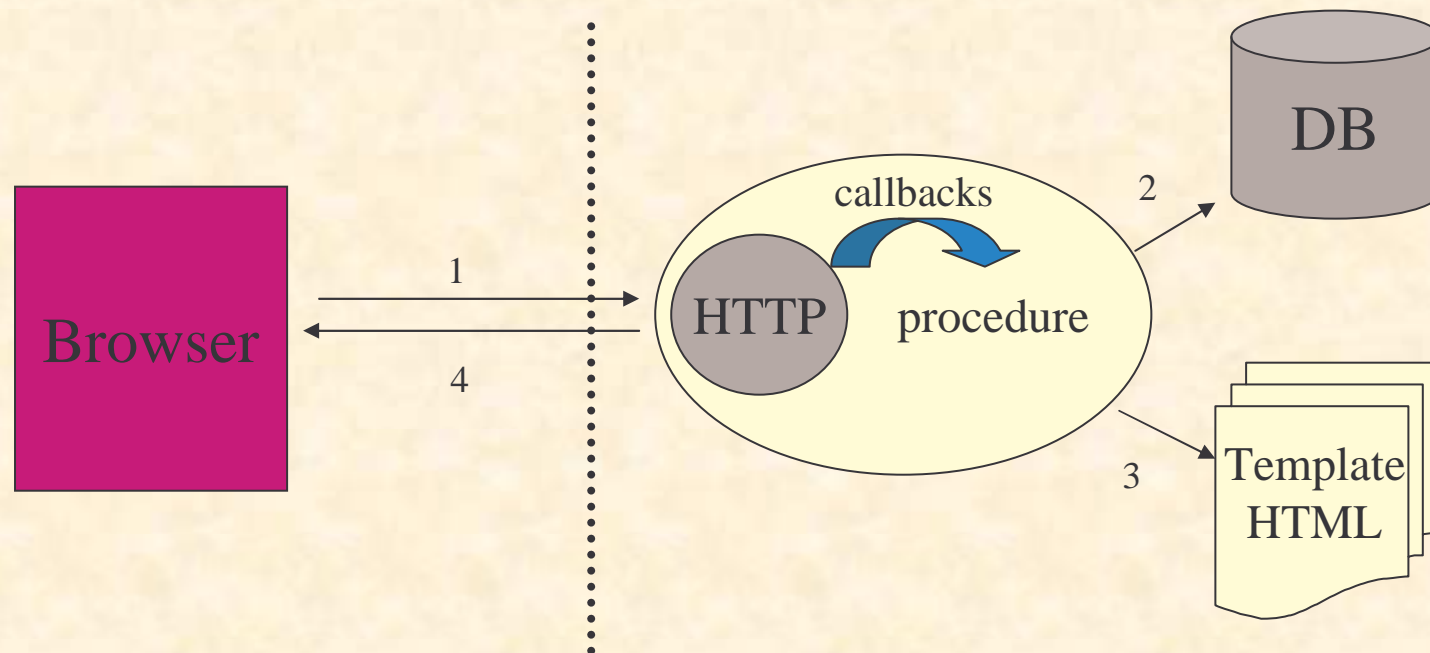 DB
callbacks
2
1
Browser
HTTP
procedure
4
3
Template
HTML